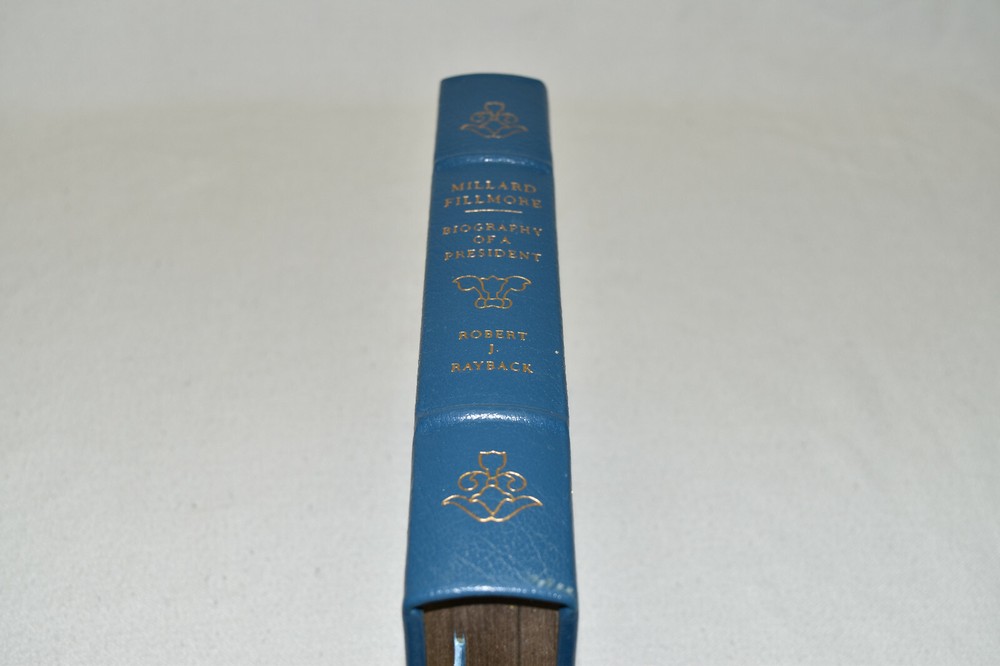 MILLARD
FILLMORE
BIOGRAPHY
OF A
PRESIDENT
ROBERT
J.
RAYBACK